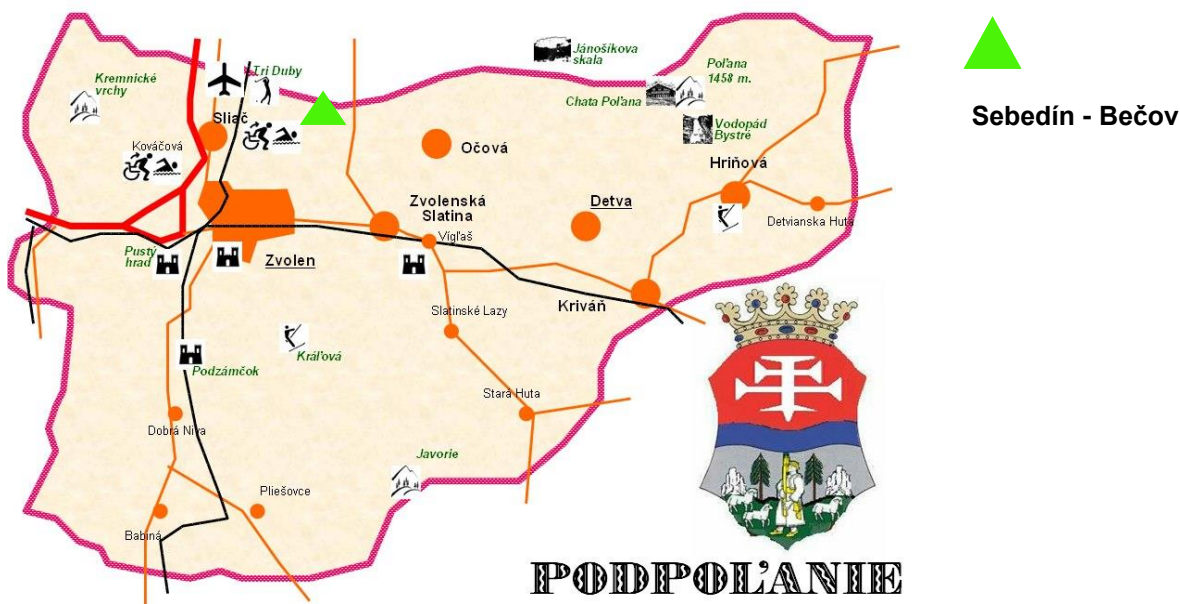 Jánošíkova
skala
Poľana
1458 m.
Kremnické
vrchy
Tri Duby
Chata Poľana
Sebedín - Bečov
Sliač
Vodopád
Bystré
Kováčová
Očová
Hriňová
Zvolenská
Slatina
Detva
Detvianska Huta
Vígľaš
Pustý
hrad
Zvolen
Kriváň
Slatinské Lazy
Kráľová
Podzámčok
Stará Huta
Dobrá Niva
Javorie
Pliešovce
Babiná
PODPOĽANIE